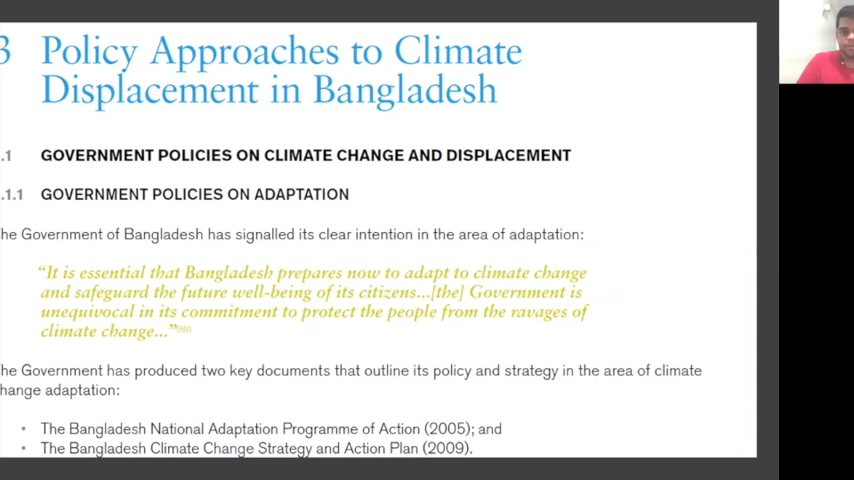 3 Policy Approaches to Climate
Displacement in Bangladesh
.1 GOVERNMENT POLICIES ON CLIMATE CHANGE AND DISPLACEMENT
.1.1 GOVERNMENT POLICIES ON ADAPTATION
he Government of Bangladesh has signalled its clear intention in the area of adaptation:
“It is essential that Bangladesh prepares now to adapt to climate change
and safeguard the future well-being of its citizens...[the] Government is
unequivocal in its commitment to protect the people from the ravages of
climate change...”(59)
he Government has produced two key documents that outline its policy and strategy in the area of climate
hange adaptation:
• The Bangladesh National Adaptation Programme of Action (2005); and
• The Bangladesh Climate Change Strategy and Action Plan (2009).